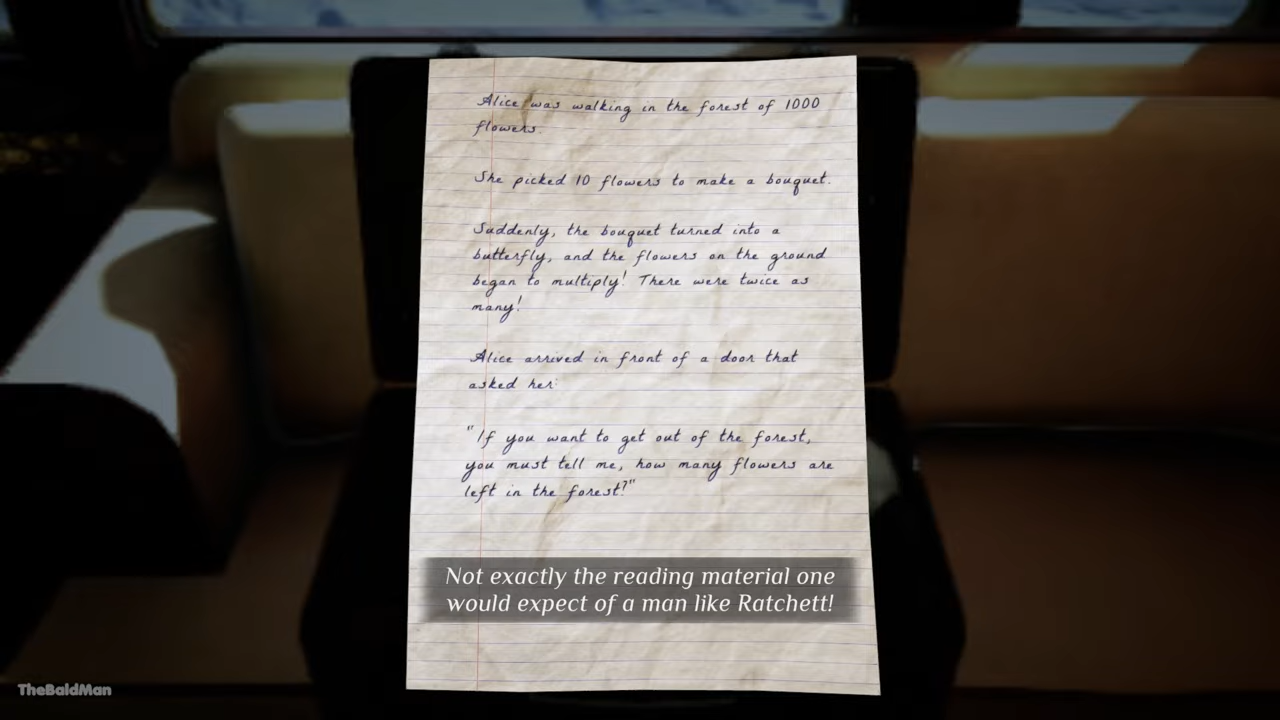 Alice was walking in the forest of 1000
flowers.
She picked 10 flowers to make a bouquet.
Suddenly, the bouquet turned into a
butterfly, and the flowers on the ground
began to multiply! There were twice as
many!
Alice arrived in front of a door that
asked her:
"If you want to get out of the forest,
you must tell me, how many flowers are
left in the forest?"
Not exactly the reading material one
would expect of a man like Ratchett!
TheBaldMan